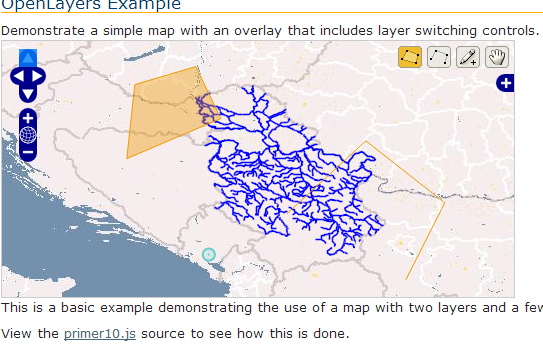 OpenLayers Example
Demonstrate a simple map with an overlay that includes layer switching controls.
This is a basic example demonstrating the use of a map with two layers and a few
View the primer10.js source to see how this is done.